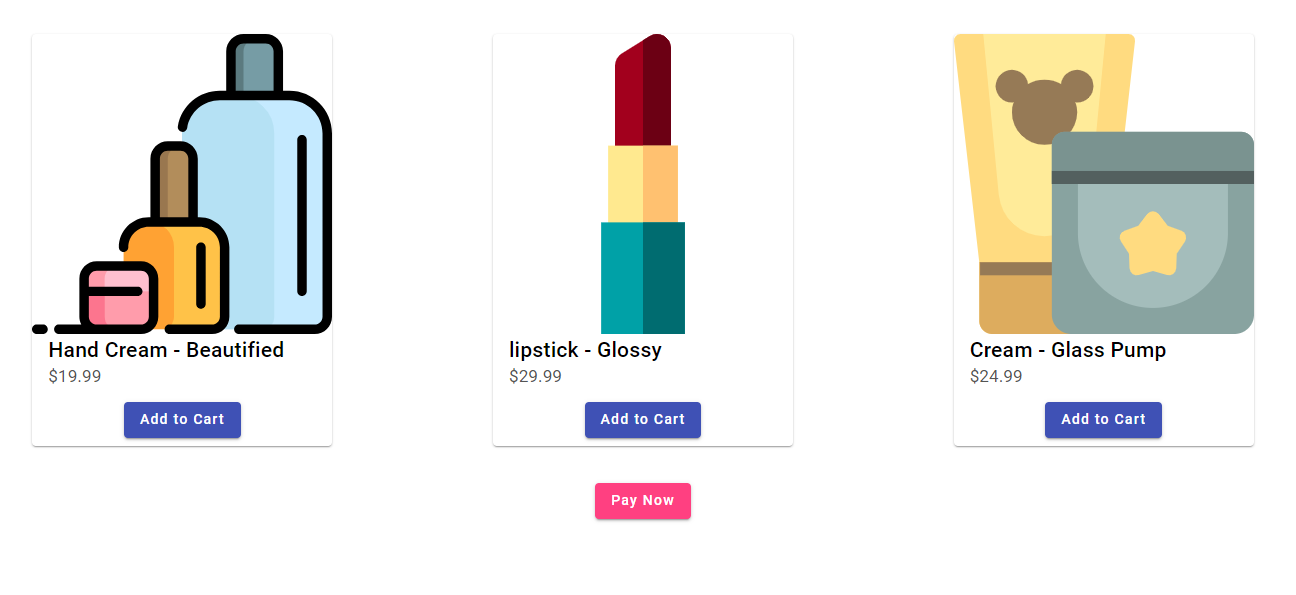 Hand Cream - Beautified
$19.99
Add to Cart
lipstick - Glossy
$29.99
Add to Cart
Cream - Glass Pump
$24.99
Add to Cart
Pay Now